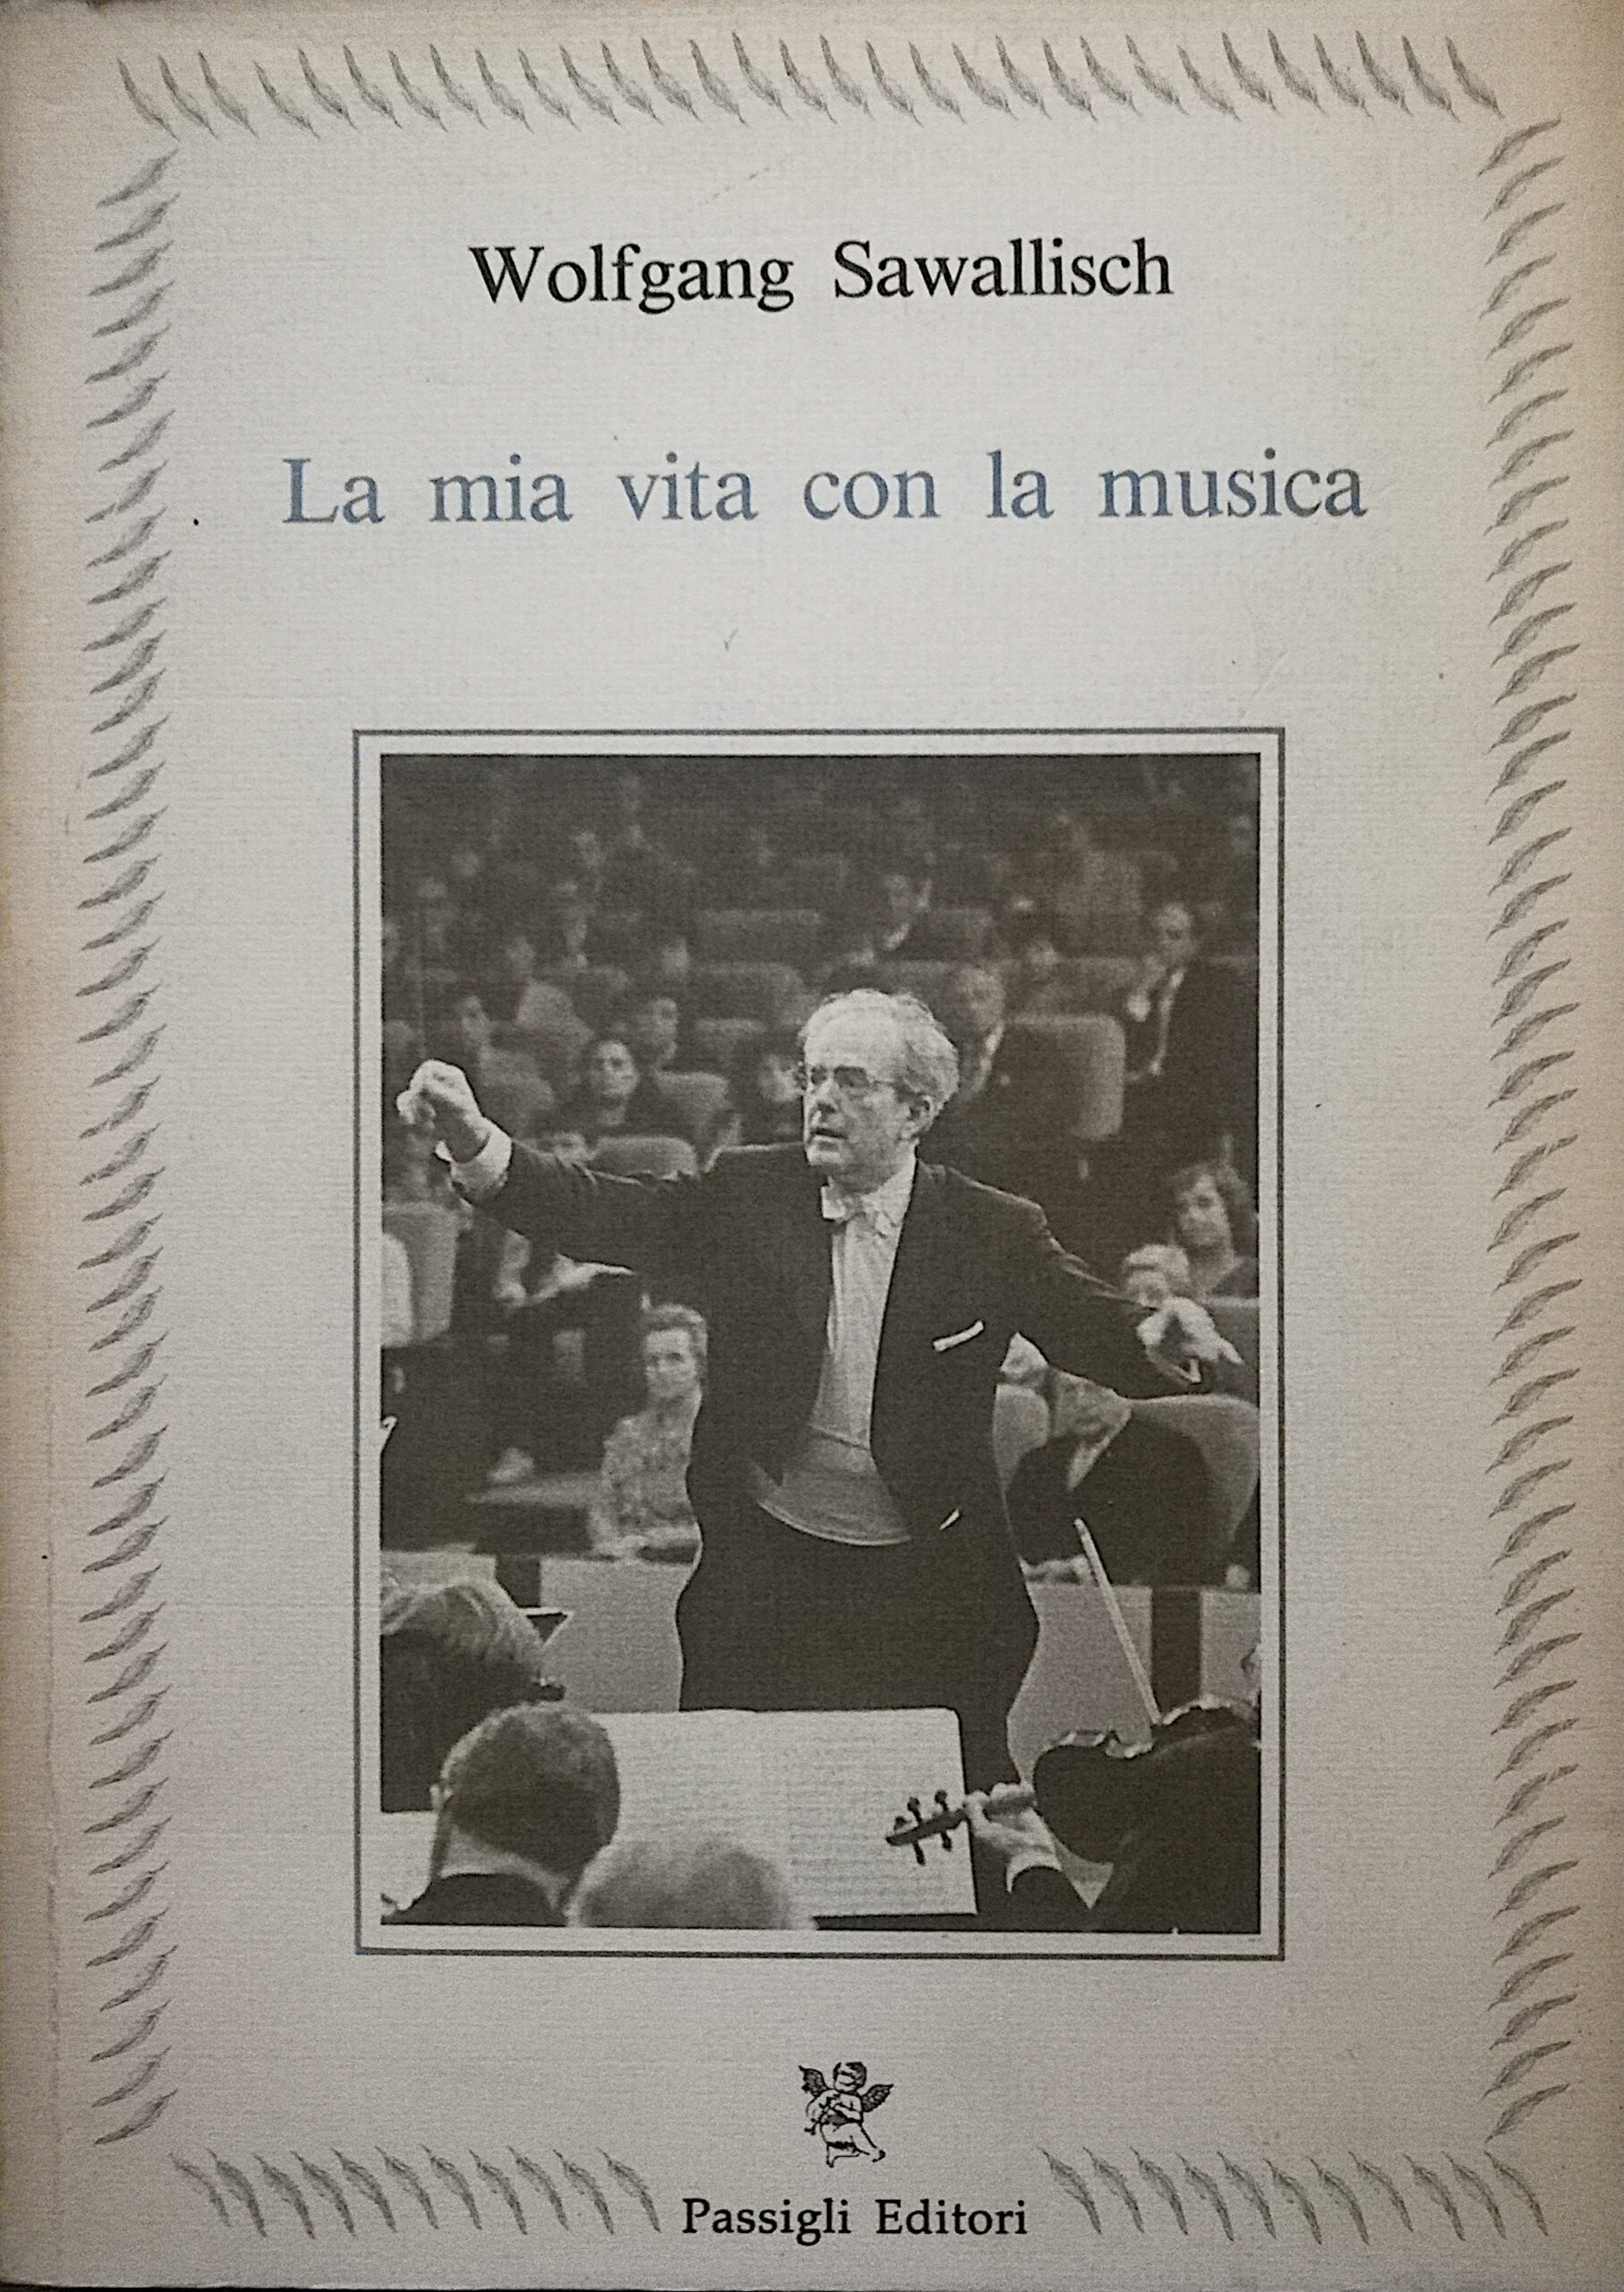 Wolfgang Sawallisch
La mia vita con la musica
Passigli Editori